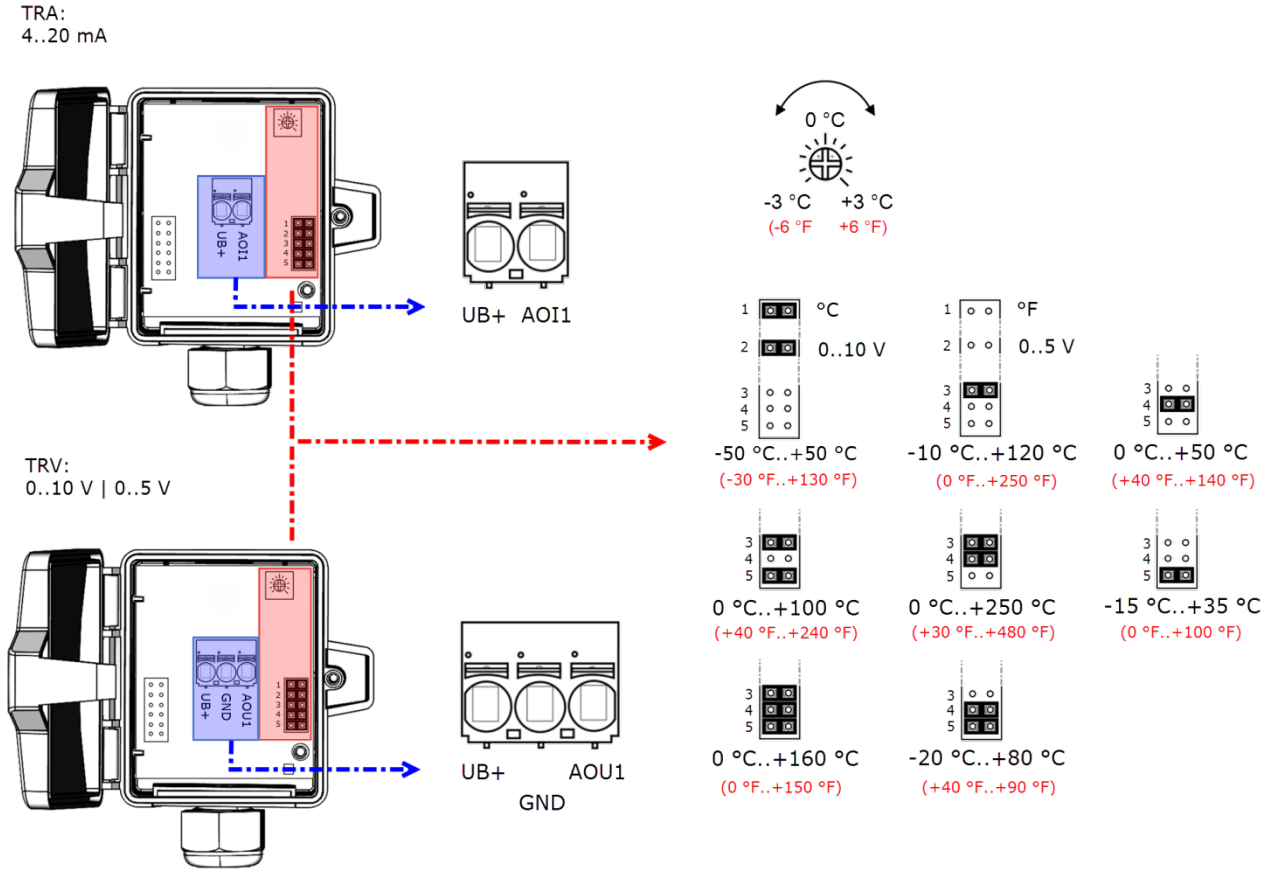 TRA:
4..20 mA
UB+
AOI1
1
2
3
4
5
UB+ AOI1
TRV:
0..10 V | 0..5 V
UB+
GND
AOU1
1
2
3
4
5
UB+ AOU1
GND
0 °C
-3 °C +3 °C
(-6 °F +6 °F)
1 °C
2 0..10 V
3
4
5
-50 °C..+50 °C
(-30 °F..+130 °F)
1 °F
2 0..5 V
3
4
5
-10 °C..+120 °C
(0 °F..+250 °F)
3
4
5
0 °C..+50 °C
(+40 °F..+140 °F)
3
4
5
0 °C..+100 °C
(+40 °F..+240 °F)
3
4
5
0 °C..+250 °C
(+30 °F..+480 °F)
3
4
5
-15 °C..+35 °C
(0 °F..+100 °F)
3
4
5
0 °C..+160 °C
(0 °F..+150 °F)
3
4
5
-20 °C..+80 °C
(+40 °F..+90 °F)